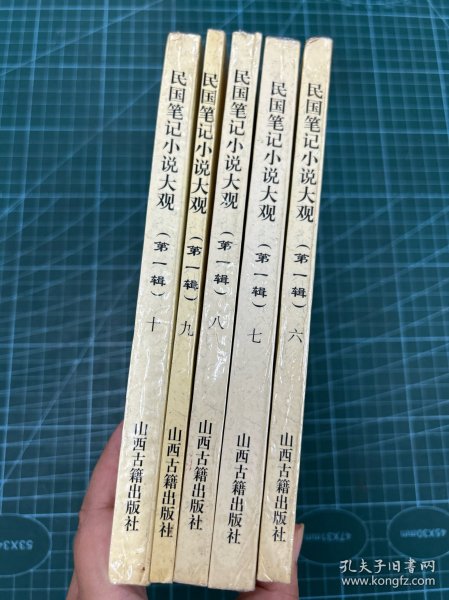 民国笔记小说大观
（第一辑）
十
山西古籍出版社
民国笔记小说大观
（第一辑）
九
山西古籍出版社
民国笔记小说大观
（第一辑）
八
山西古籍出版社
民国笔记小说大观
（第一辑）
七
山西古籍出版社
民国笔记小说大观
（第一辑）
六
山西古籍出版社
45X30mm
孔夫子旧书网
www.kongfz.com